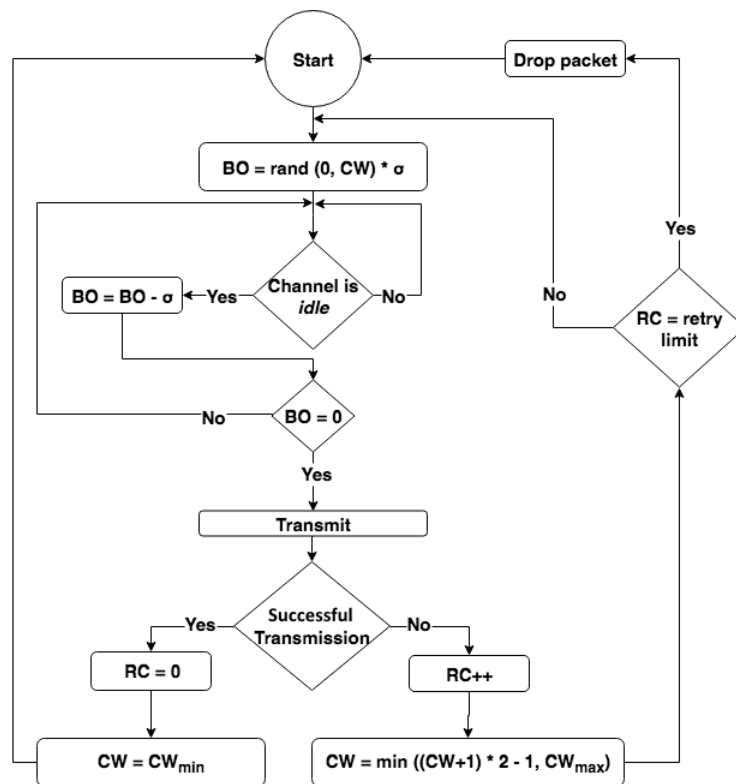 Start
Drop packet
BO = rand (0, CW) * σ
Yes
Channel is
idle
Yes
No
BO = BO - σ
No
RC = retry
limit
BO = 0
No
Yes
Transmit
Successful
Transmission
Yes
No
RC = 0
RC++
CW = CWmin
CW = min ((CW+1) * 2 - 1, CWmax)